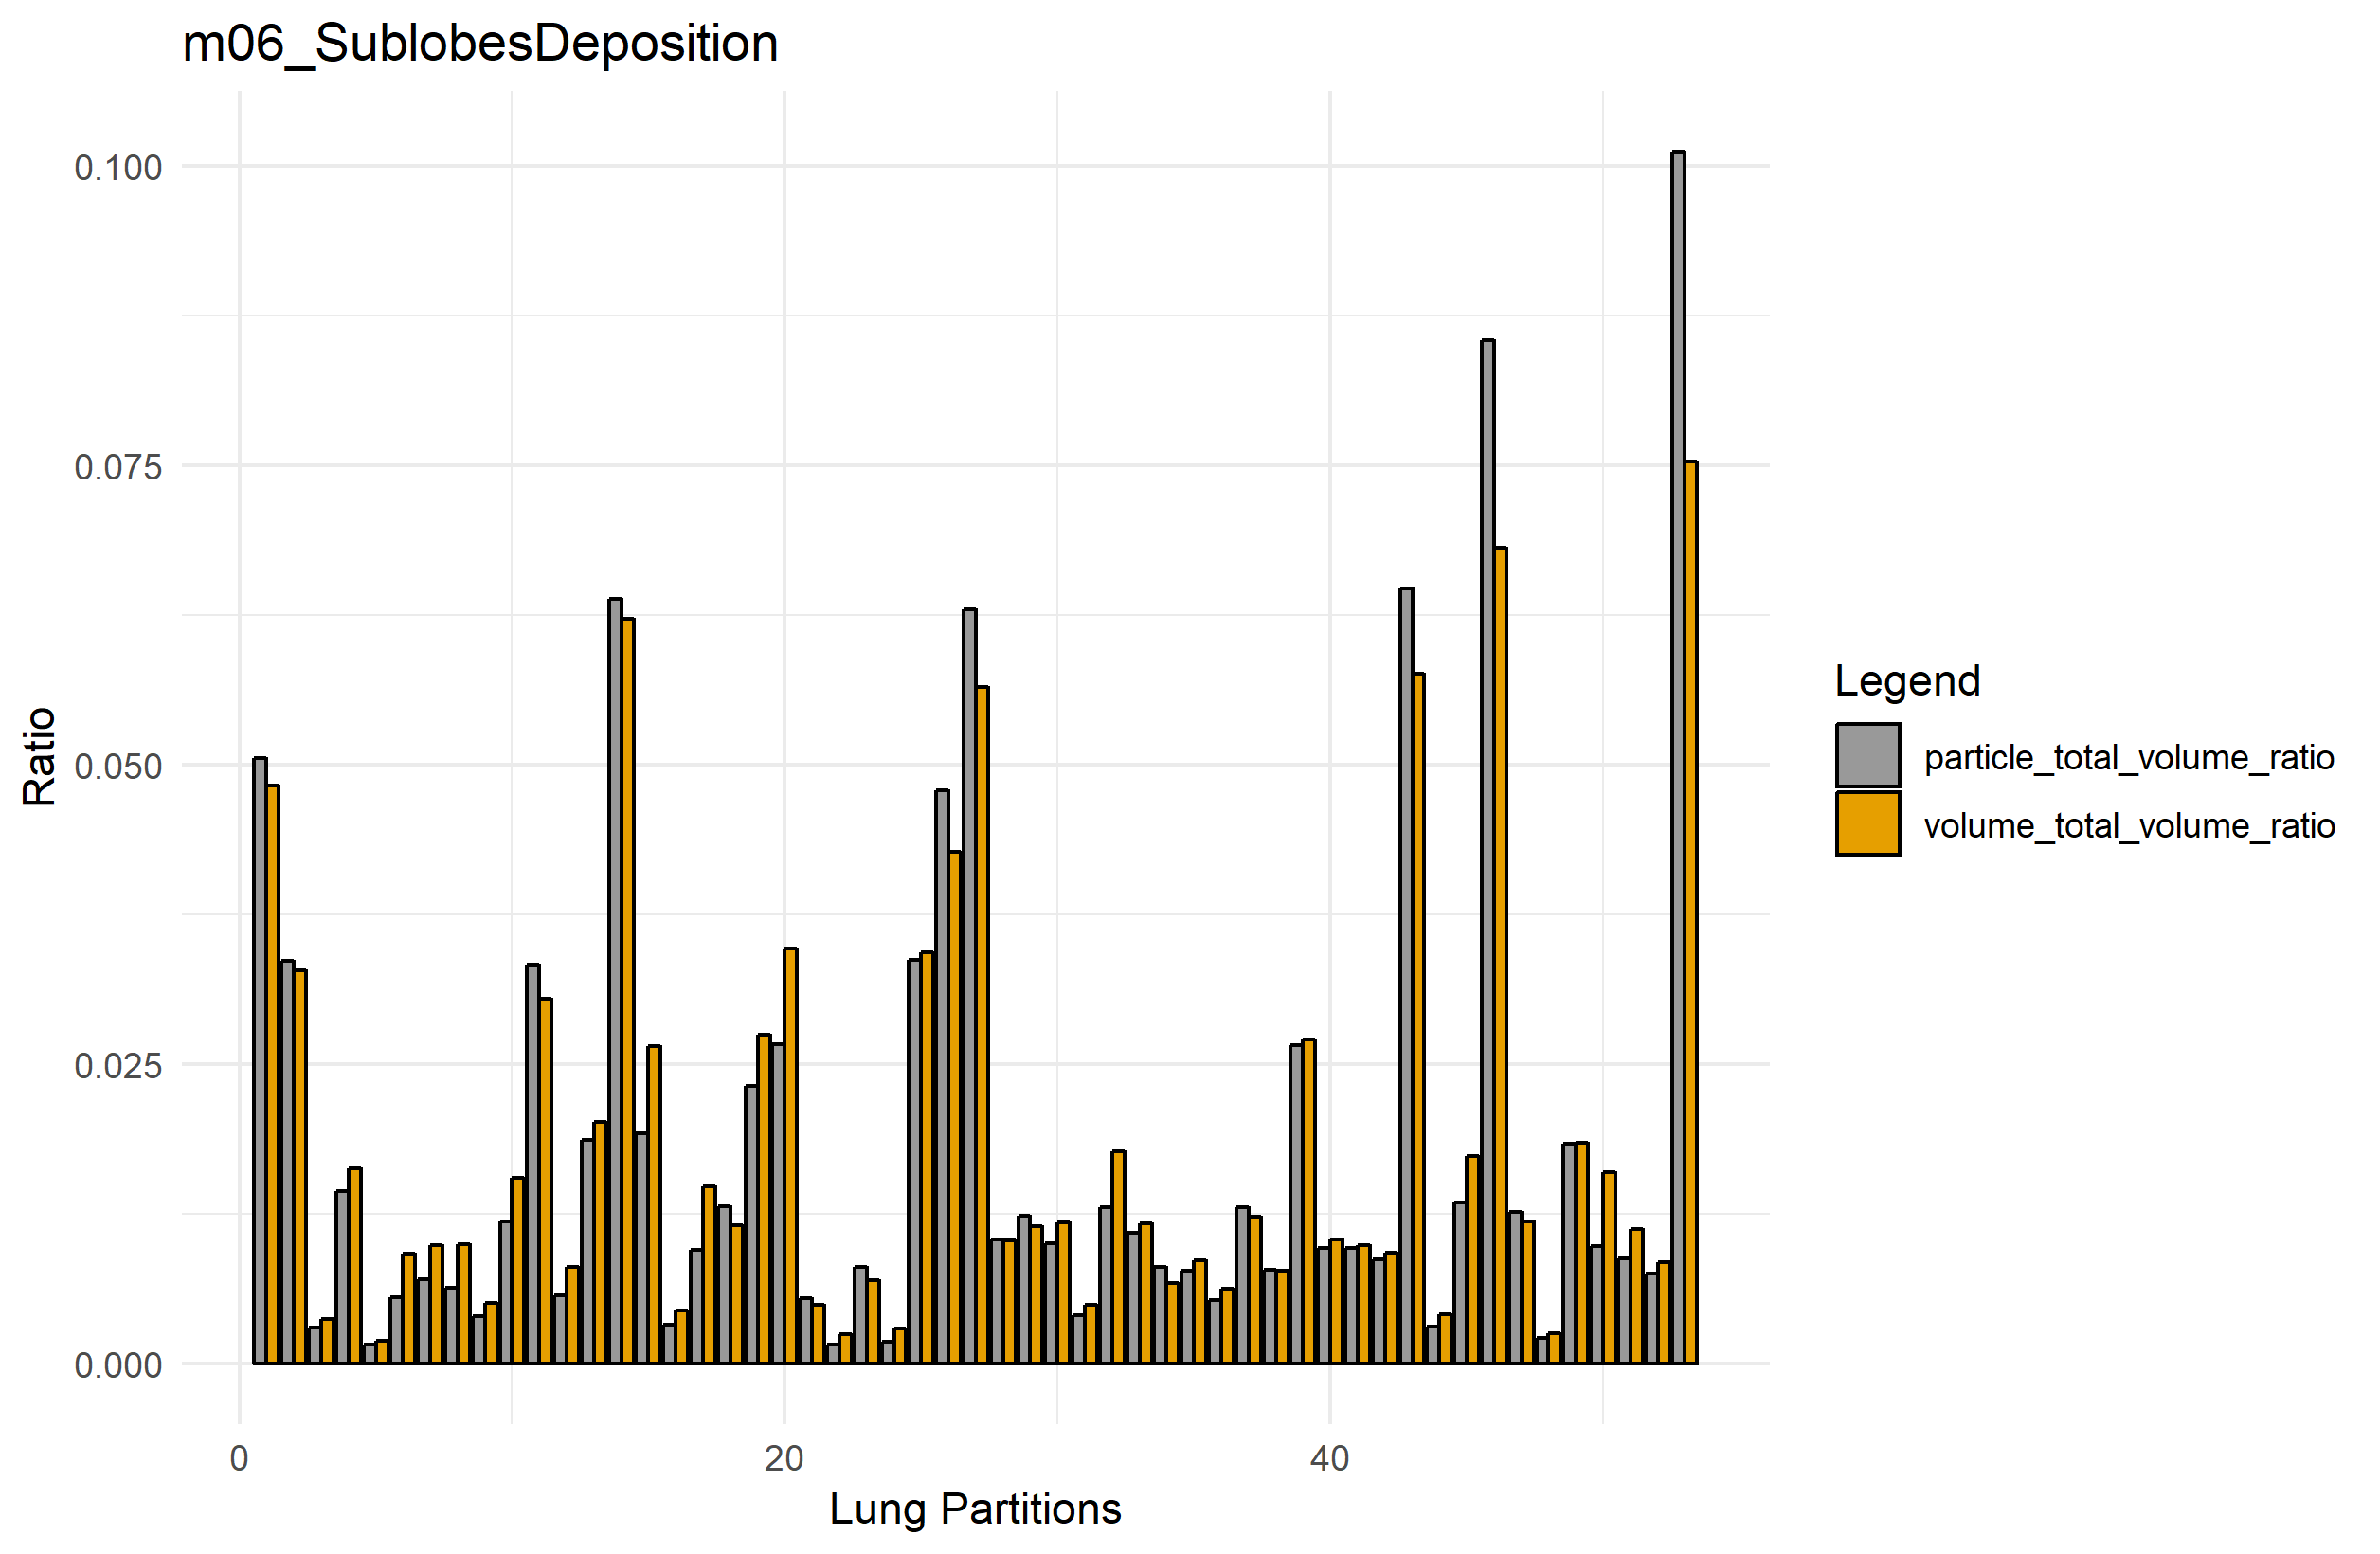 m06_SublobesDeposition
0.100
0.075
0.050
0.025
0.000
Ratio
0
20
40
Lung Partitions
Legend
particle_total_volume_ratio
volume_total_volume_ratio